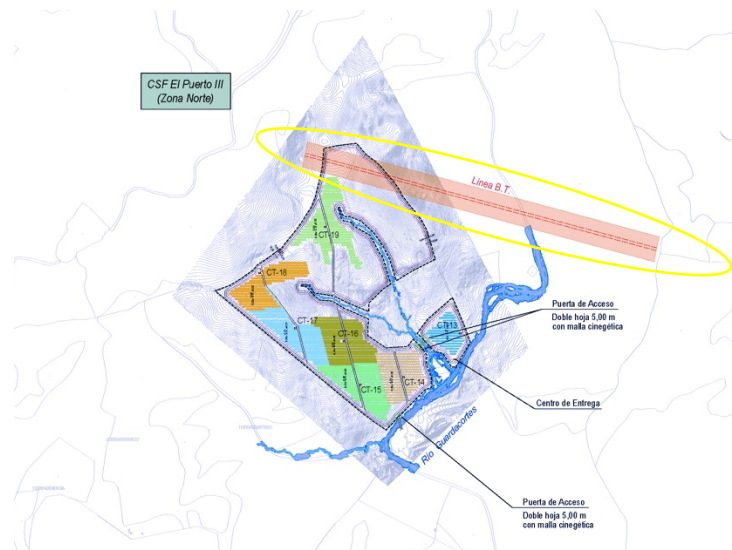 CSF El Puerto III
(Zona Norte)
Línea B.T.
CT-19
CT-18
CT-17
CT-16
CT-13
CT-15
CT-14
Puerta de Acceso
Doble hoja 5,00 m
con malla cinegética
Centro de Entrega
Río Guardacortes
Puerta de Acceso
Doble hoja 5,00 m
con malla cinegética